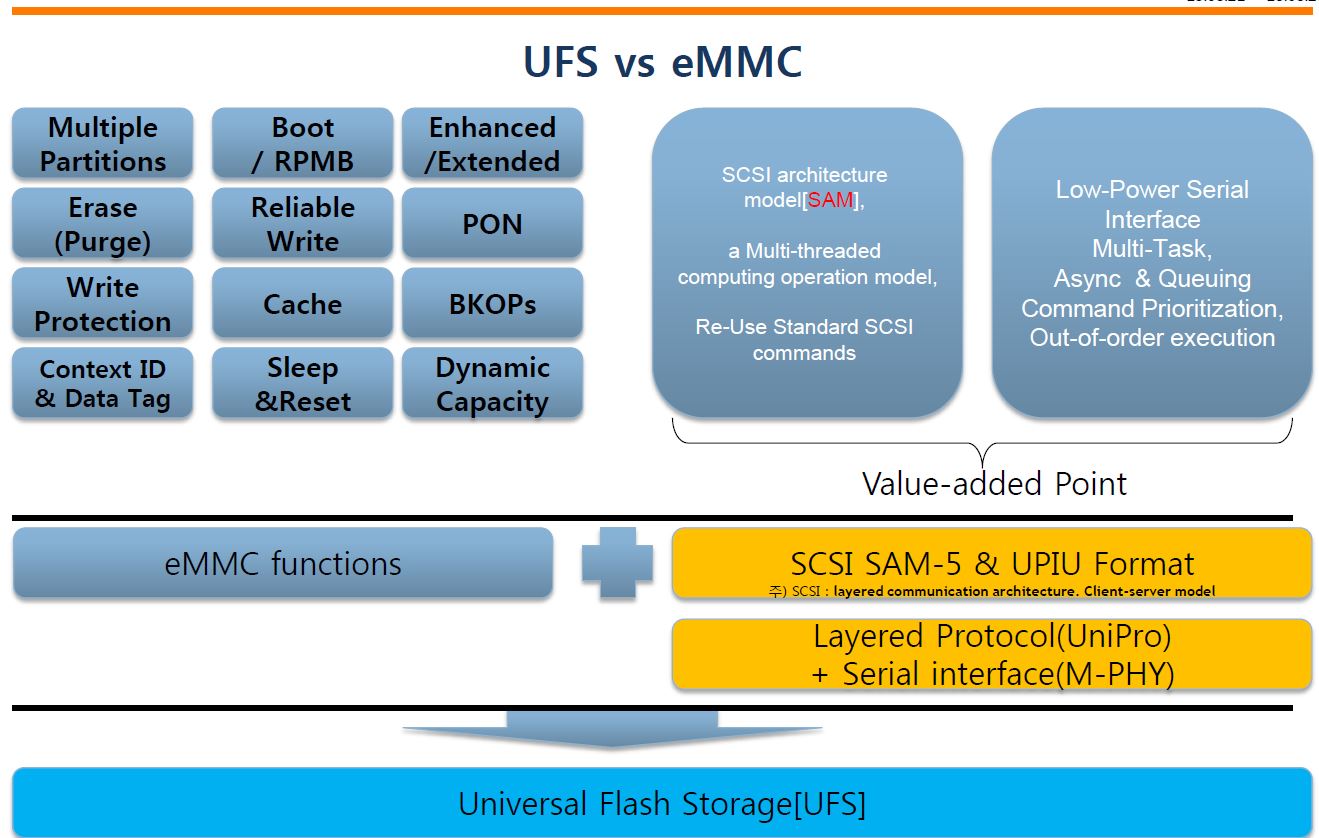 UFS vs eMMC
Multiple
Partitions
Boot
/ RPMB
Enhanced
/Extended
Erase
(Purge)
Reliable
Write
PON
Write
Protection
Cache
BKOPs
Context ID
& Data Tag
Sleep
&Reset
Dynamic
Capacity
SCSI architecture
model[SAM],
a Multi-threaded
computing operation model,
Re-Use Standard SCSI
commands
Low-Power Serial
Interface
Multi-Task,
Async & Queuing
Command Prioritization,
Out-of-order execution
Value-added Point
eMMC functions
SCSI SAM-5 & UPIU Format
주) SCSI : layered communication architecture. Client-server model
Layered Protocol(UniPro)
+ Serial interface(M-PHY)
Universal Flash Storage[UFS]